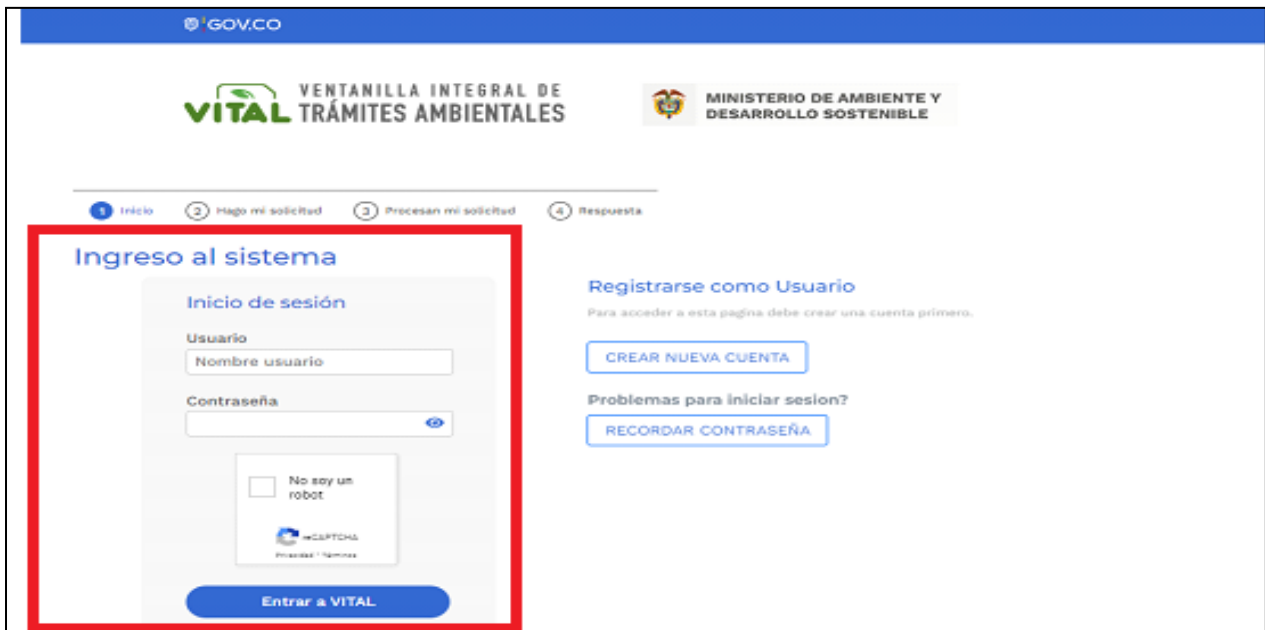 GOV.CO
VITAL
VENTANILLA INTEGRAL DE
TRÁMITES AMBIENTALES
MINISTERIO DE AMBIENTE Y
DESARROLLO SOSTENIBLE
1 Inicio 2 Hago mi solicitud 3 Procesan mi solicitud 4 Respuesta
Ingreso al sistema
Inicio de sesión
Usuario
Nombre usuario
Contraseña
No soy un
robot
reCAPTCHA
Privacidad - Términos
Entrar a VITAL
Registrarse como Usuario
Para acceder a esta pagina debe crear una cuenta primero.
CREAR NUEVA CUENTA
Problemas para iniciar sesion?
RECORDAR CONTRASEÑA